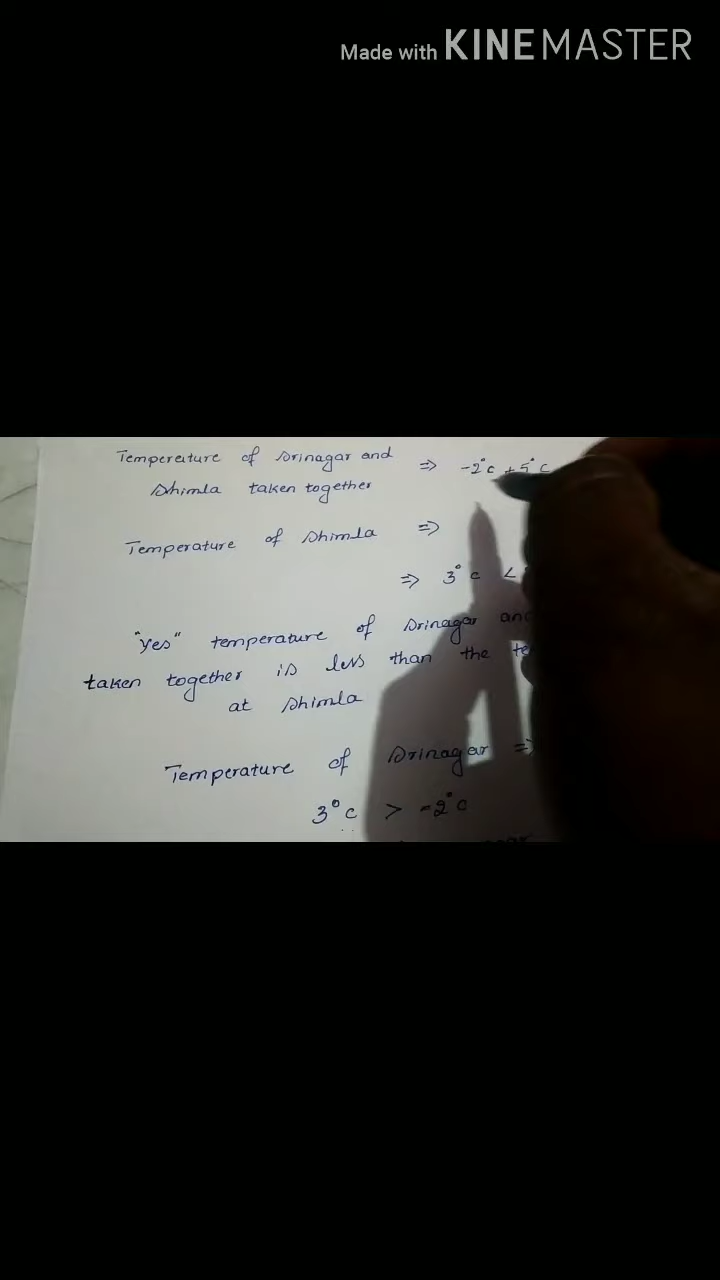 Made with KINEMASTER
Temperature of Srinagar and ⇒ -2°C + 5°C
Shimla taken together
Temperature of Shimla ⇒
⇒ 3°C <
"yes" temperature of Srinagar and
taken together is less than the
at Shimla
Temperature of Srinagar ⇒
3°C > -2°C